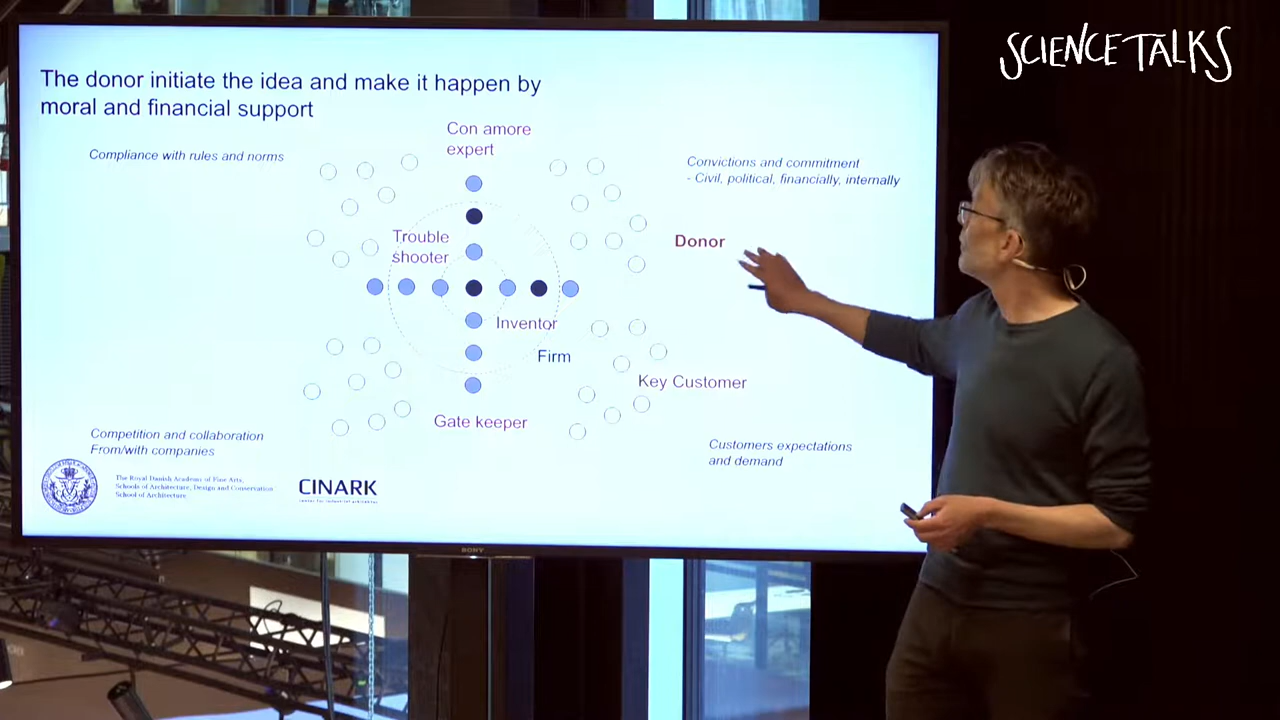 SCIENCE TALKS
The donor initiate the idea and make it happen by
moral and financial support
Con amore
expert
Compliance with rules and norms
Convictions and commitment
- Civil, political, financially, internally
Trouble
shooter
Donor
Inventor
Firm
Key Customer
Gate keeper
Competition and collaboration
From/with companies
Customers expectations
and demand
The Royal Danish Academy of Fine Arts,
Schools of Architecture, Design and Conservation
School of Architecture
CINARK
SONY